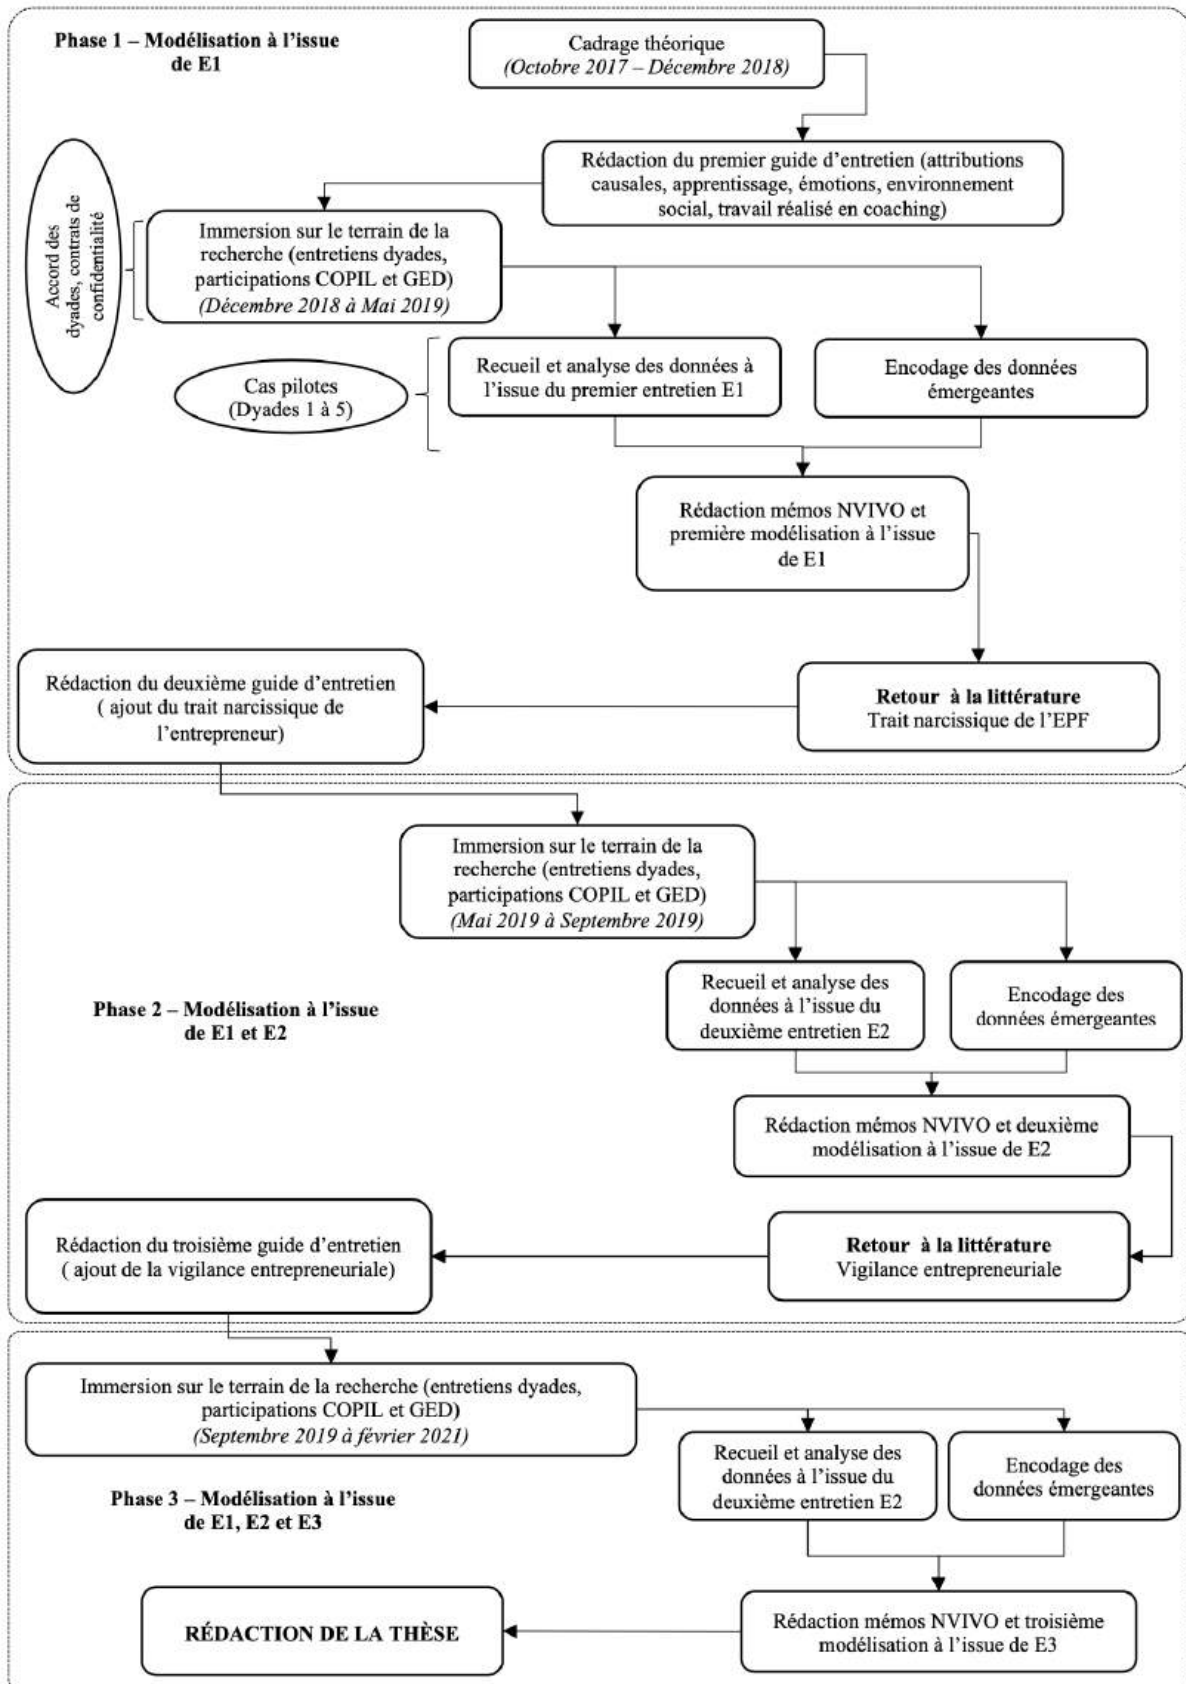 Phase 1 – Modélisation à l’issue
de E1
Cadrage théorique
(Octobre 2017 – Décembre 2018)
Rédaction du premier guide d’entretien (attributions
causales, apprentissage, émotions, environnement
social, travail réalisé en coaching)
Accord des
dyades, contrats de
confidentialité
Immersion sur le terrain de la
recherche (entretiens dyades,
participations COPIL et GED)
(Décembre 2018 à Mai 2019)
Cas pilotes
(Dyades 1 à 5)
Recueil et analyse des données à
l’issue du premier entretien E1
Encodage des données
émergeantes
Rédaction mémos NVIVO et
première modélisation à l’issue
de E1
Retour à la littérature
Trait narcissique de l’EPF
Rédaction du deuxième guide d’entretien
( ajout du trait narcissique de
l’entrepreneur)
Immersion sur le terrain de la
recherche (entretiens dyades,
participations COPIL et GED)
(Mai 2019 à Septembre 2019)
Phase 2 – Modélisation à l’issue
de E1 et E2
Recueil et analyse des
données à l’issue du
deuxième entretien E2
Encodage des
données émergeantes
Rédaction mémos NVIVO et deuxième
modélisation à l’issue de E2
Retour à la littérature
Vigilance entrepreneuriale
Rédaction du troisième guide d’entretien
( ajout de la vigilance entrepreneuriale)
Immersion sur le terrain de la recherche (entretiens dyades,
participations COPIL et GED)
(Septembre 2019 à février 2021)
Phase 3 – Modélisation à l’issue
de E1, E2 et E3
Recueil et analyse des
données à l’issue du
deuxième entretien E2
Encodage des
données émergeantes
Rédaction mémos NVIVO et troisième
modélisation à l’issue de E3
RÉDACTION DE LA THÈSE